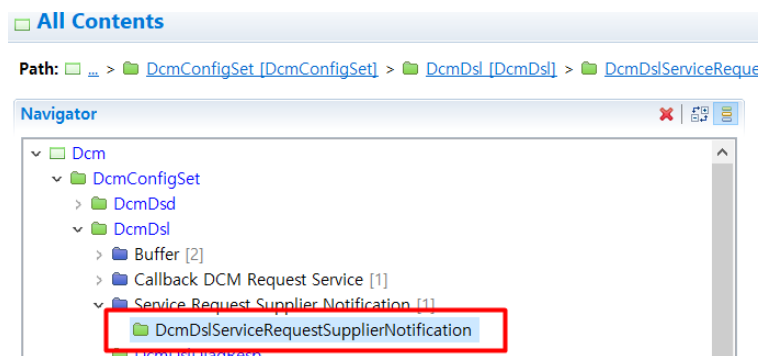 All Contents
Path: ... > DcmConfigSet [DcmConfigSet] > DcmDsl [DcmDsl] > DcmDslServiceReque
Navigator
Dcm
DcmConfigSet
DcmDsd
DcmDsl
Buffer [2]
Callback DCM Request Service [1]
Service Request Supplier Notification [1]
DcmDslServiceRequestSupplierNotification
DcmDslDiagResp